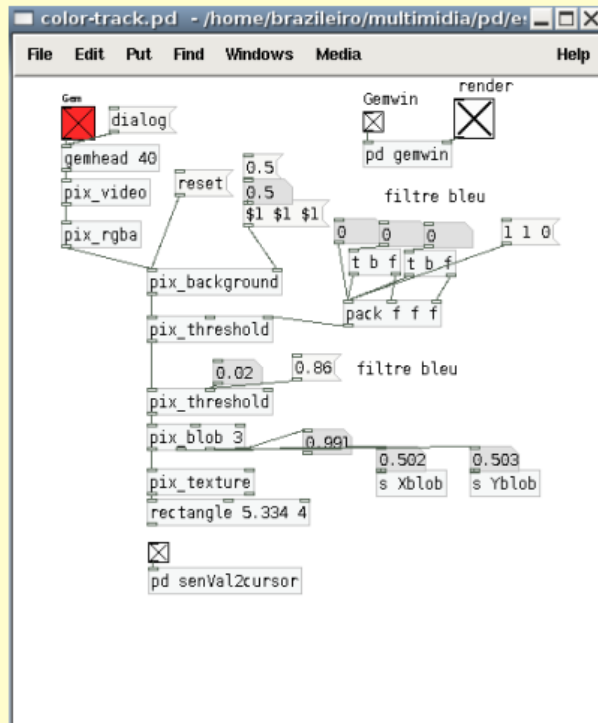 color-track.pd - /home/brazileiro/multimidia/pd/es
File Edit Put Find Windows Media Help
Gem
dialog
gemhead 40
pix_video
pix_rgba
reset
0.5
0.5
$1 $1 $1
pix_background
pix_threshold
Gemwin
render
pd gemwin
filtre bleu
0 0 0
1 1 0
t b f
t b f
pack f f f
0.02
0.86
filtre bleu
pix_threshold
pix_blob 3
0.991
0.502
0.503
s Xblob
s Yblob
pix_texture
rectangle 5.334 4
pd senVal2cursor